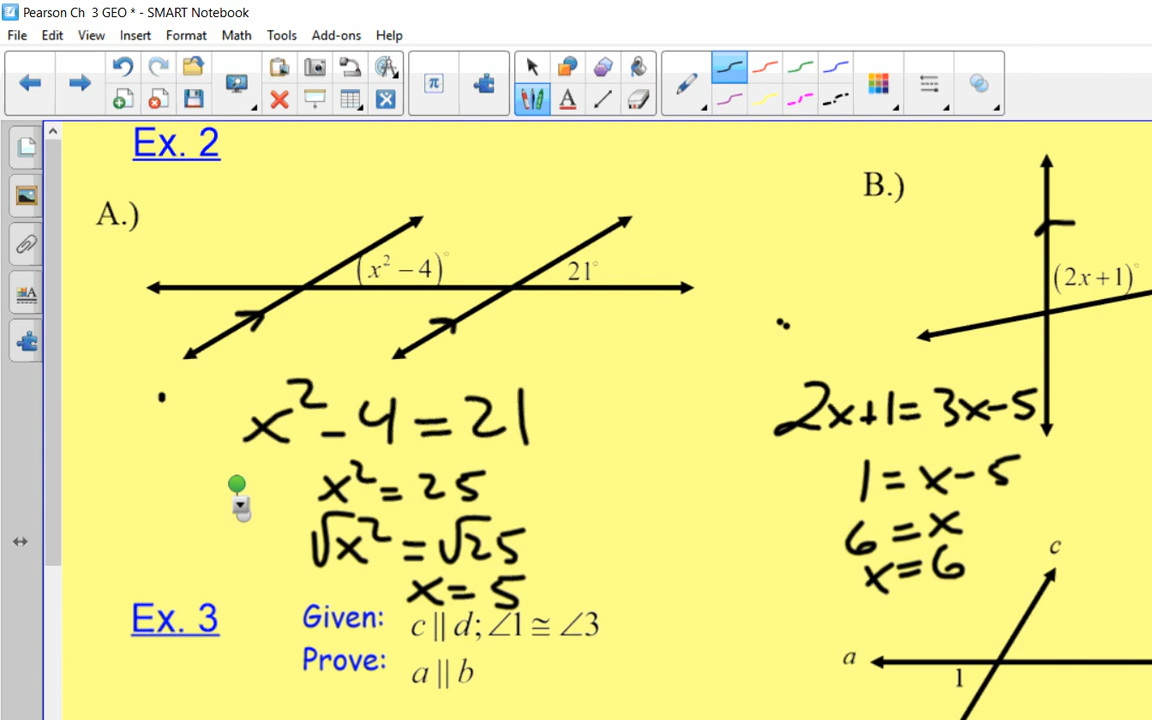 Pearson Ch 3 GEO * - SMART Notebook
File Edit View Insert Format Math Tools Add-ons Help
Ex. 2
A.)
(x² – 4)°
21°
B.)
(2x + 1)°
x² - 4 = 21
x² = 25
√x² = √25
x = 5
2x+1 = 3x-5
1 = x - 5
6 = x
x = 6
Ex. 3
Given: c || d; ∠1 ≅ ∠3
Prove: a || b
c
a
1